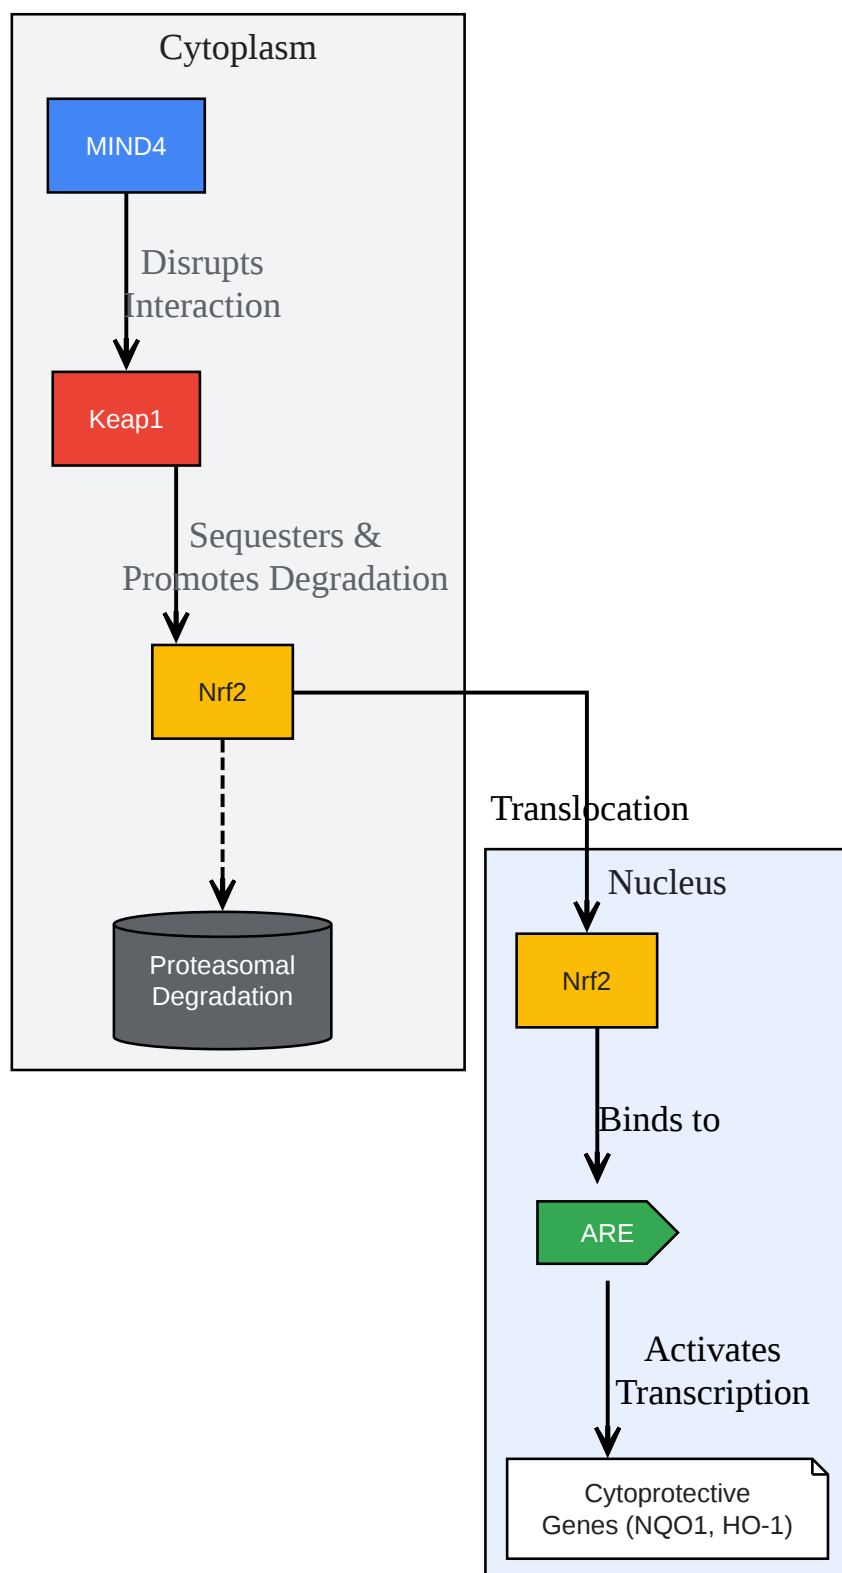 Cytoplasm
MIND4
Disrupts
Interaction
Keap1
Sequesters &
Promotes Degradation
Nrf2
Translocation
Nucleus
Proteasomal
Degradation
Nrf2
Binds to
ARE
Activates
Transcription
Cytoprotective
Genes (NQO1, HO-1)